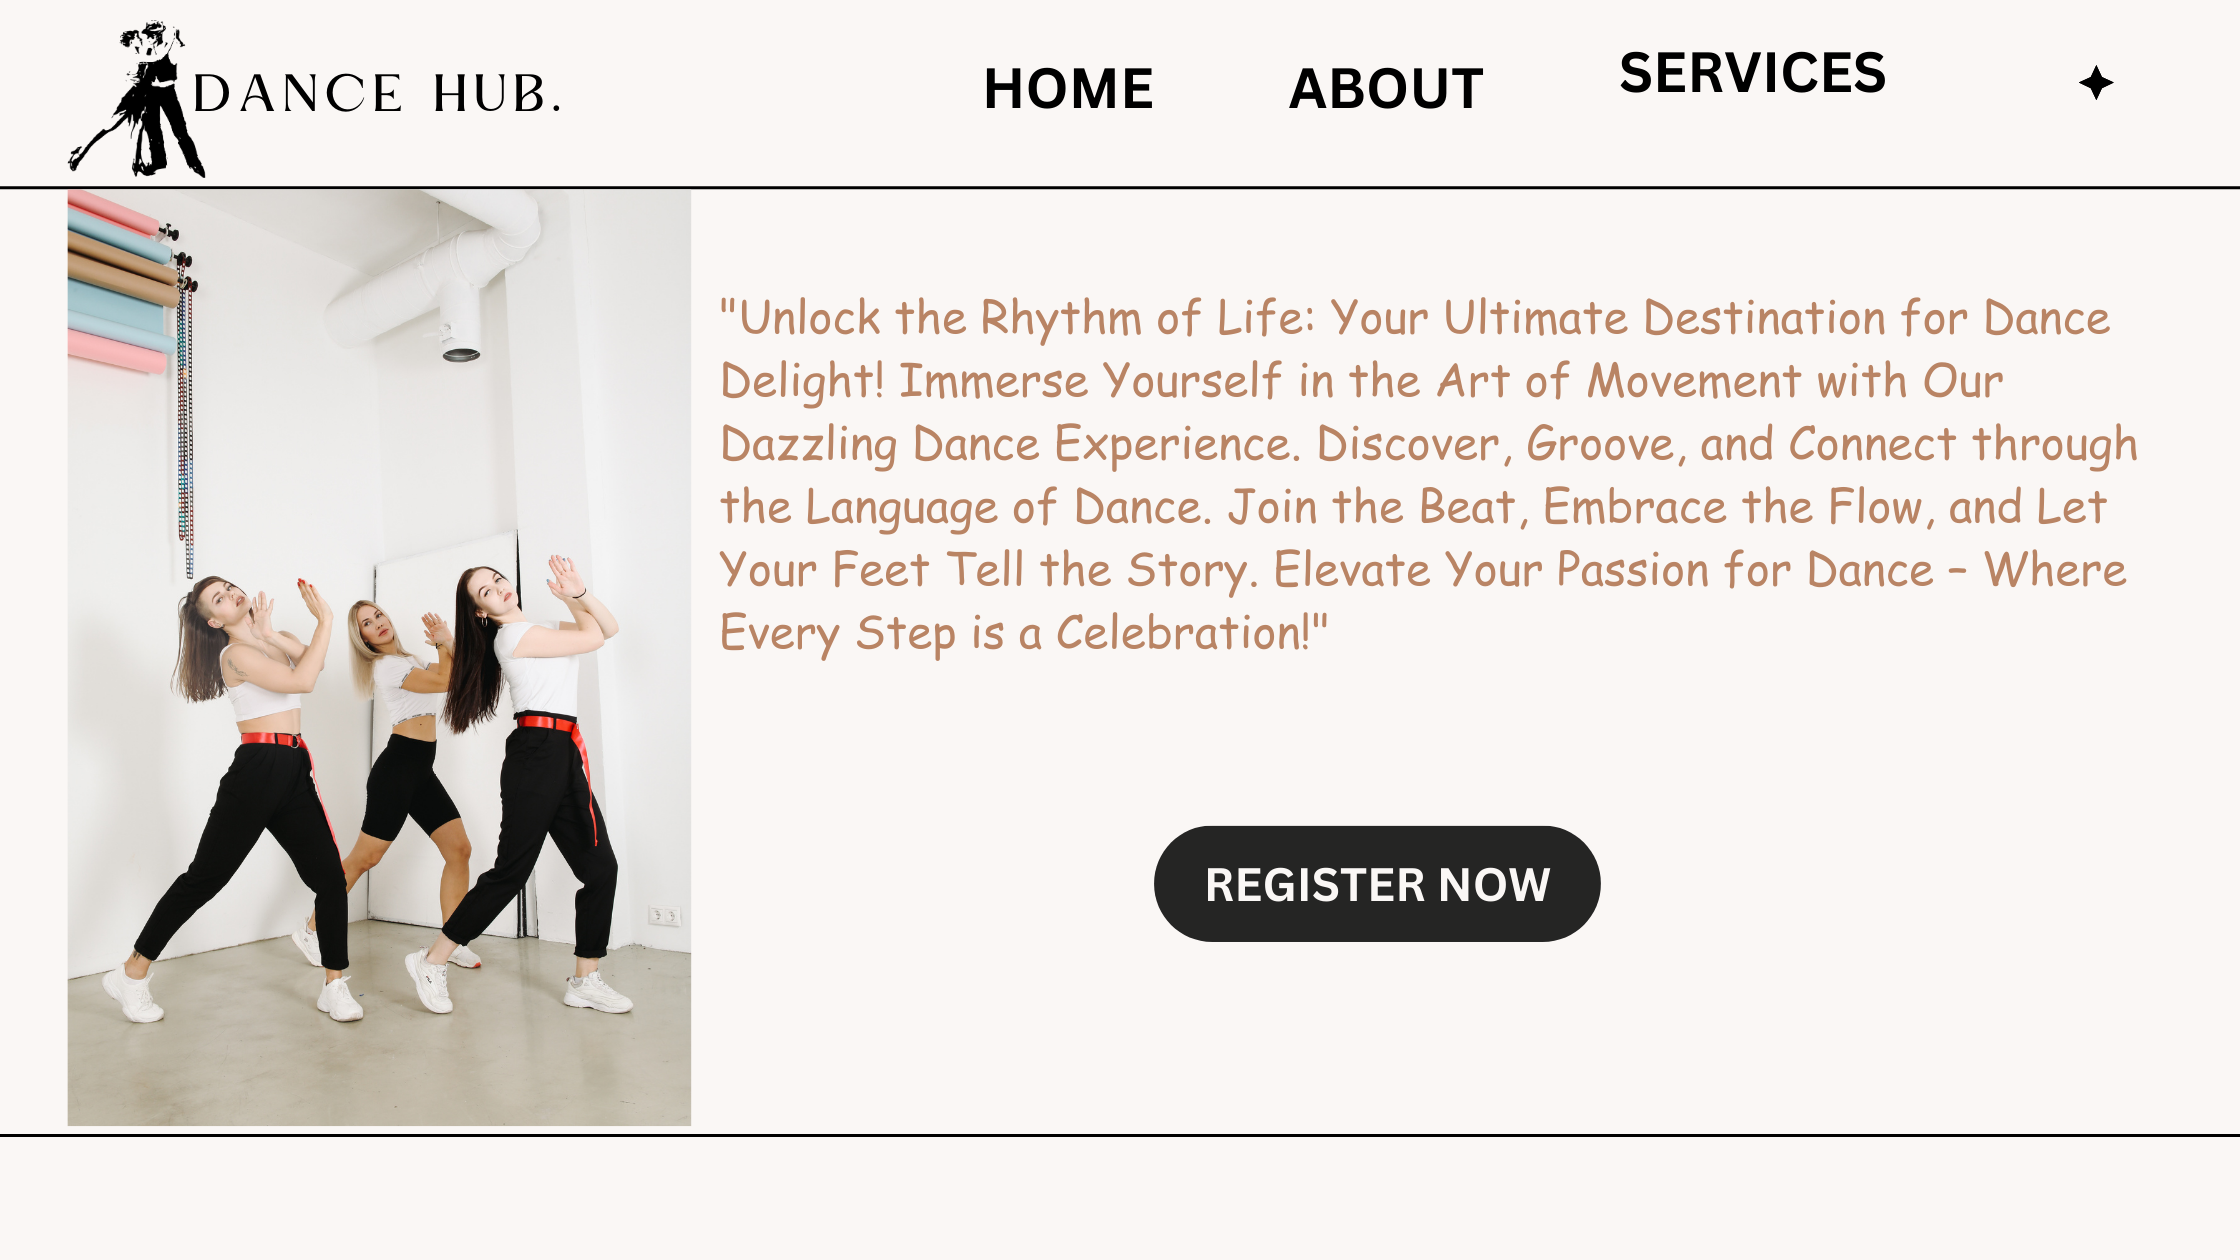 DANCE HUB.
HOME
ABOUT
SERVICES
"Unlock the Rhythm of Life: Your Ultimate Destination for Dance
Delight! Immerse Yourself in the Art of Movement with Our
Dazzling Dance Experience. Discover, Groove, and Connect through
the Language of Dance. Join the Beat, Embrace the Flow, and Let
Your Feet Tell the Story. Elevate Your Passion for Dance – Where
Every Step is a Celebration!"
REGISTER NOW